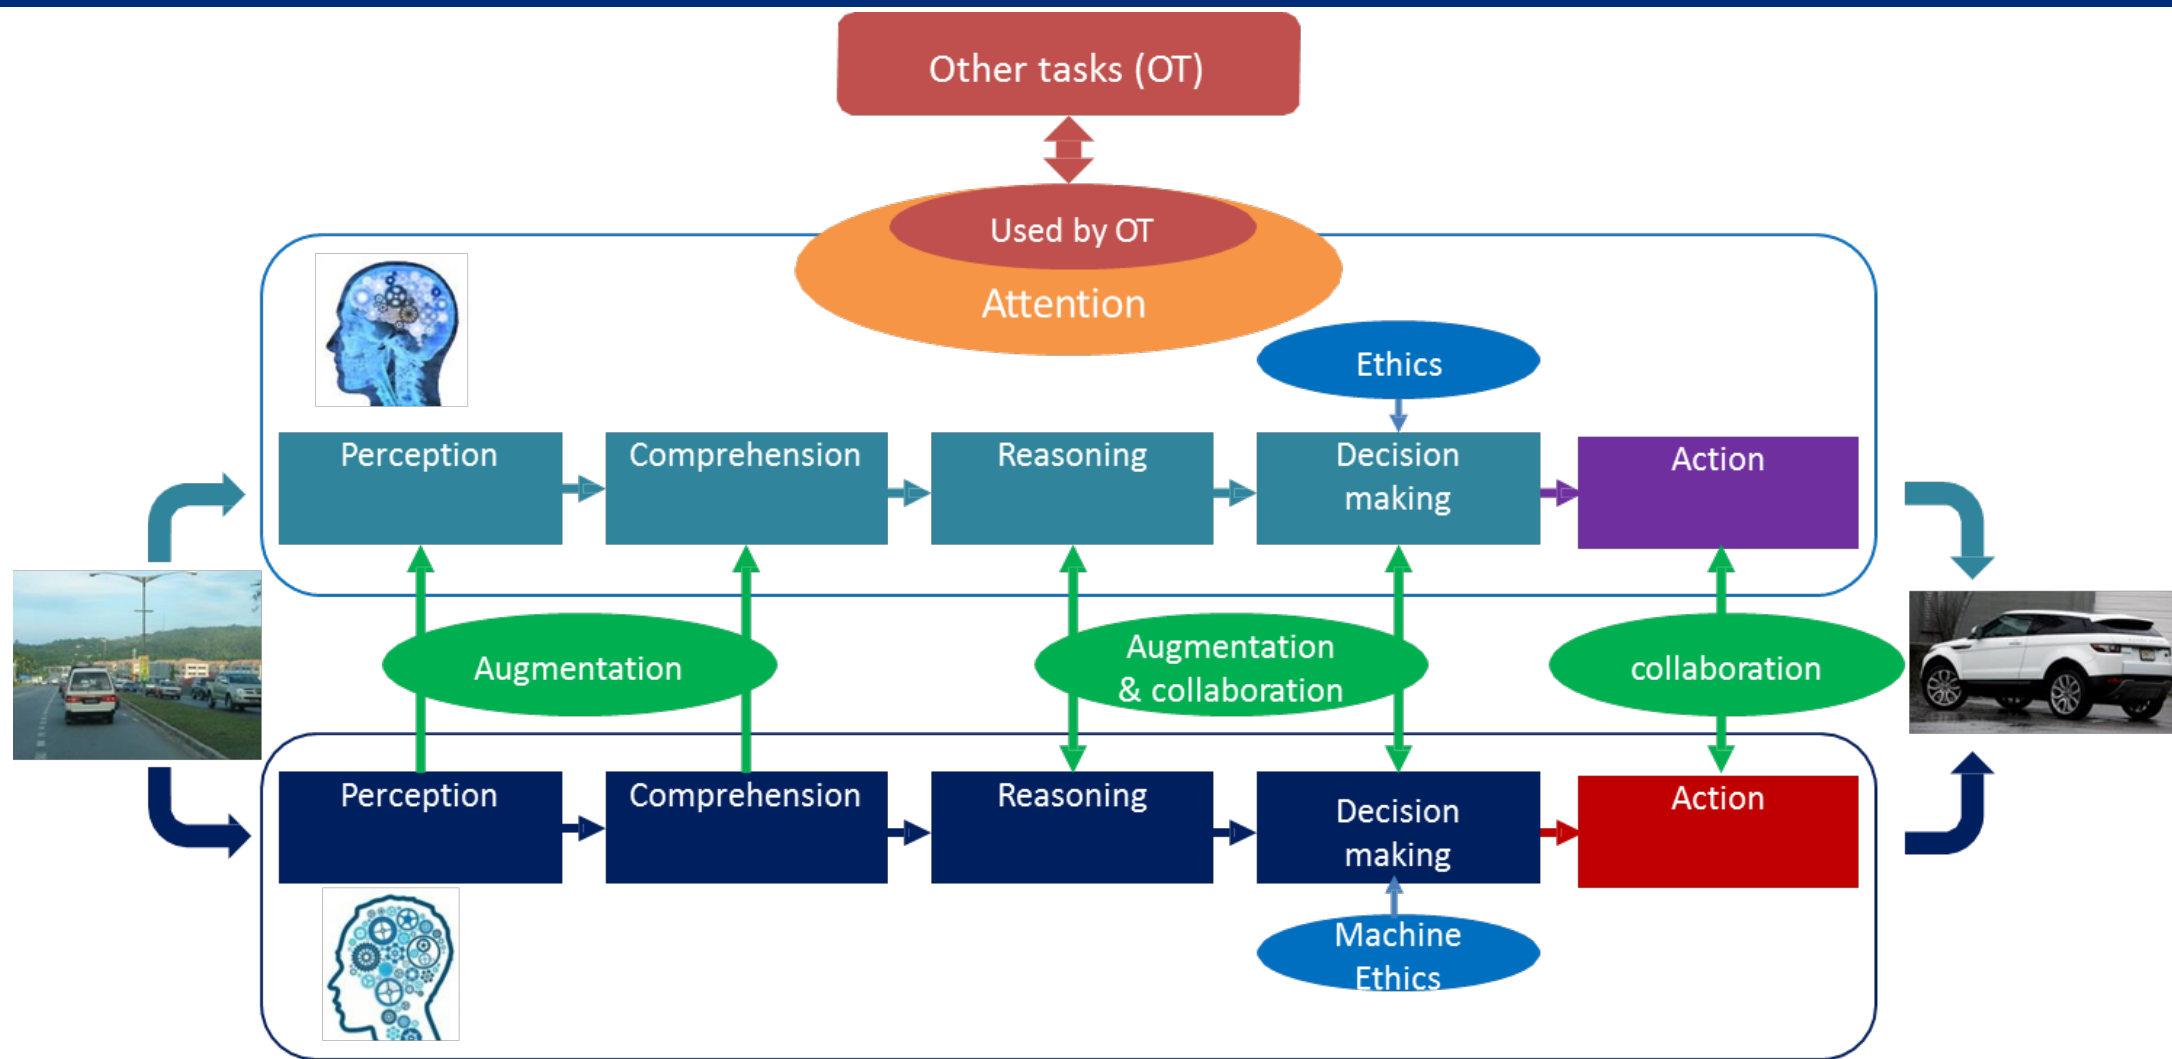 Other tasks (OT)
Used by OT
Attention
Ethics
Perception
Comprehension
Reasoning
Decision
making
Action
Augmentation
Augmentation
& collaboration
collaboration
Perception
Comprehension
Reasoning
Decision
making
Action
Machine
Ethics